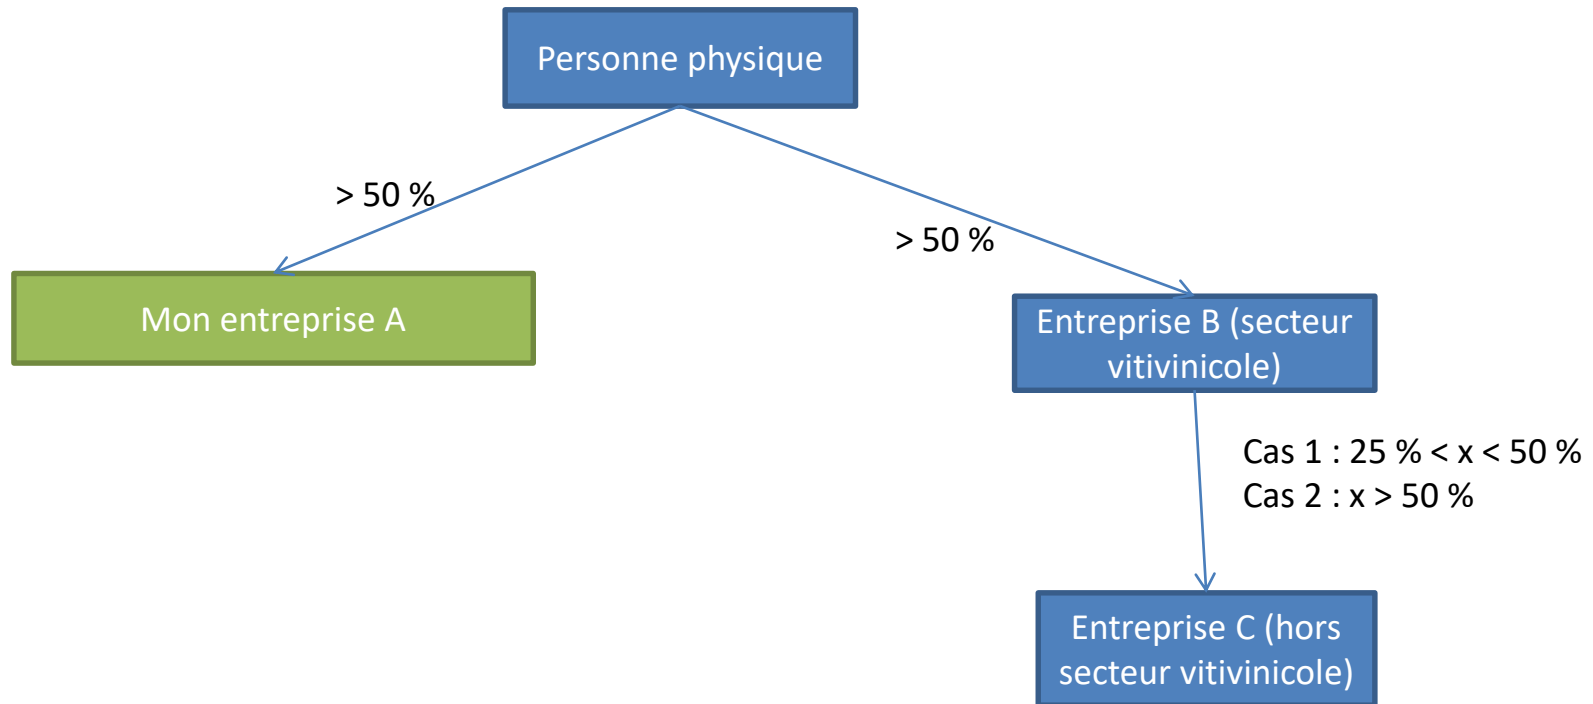 Personne physique
> 50 %
> 50 %
Mon entreprise A
Entreprise B (secteur
vitivinicole)
Cas 1 : 25 % < x < 50 %
Cas 2 : x > 50 %
Entreprise C (hors
secteur vitivinicole)